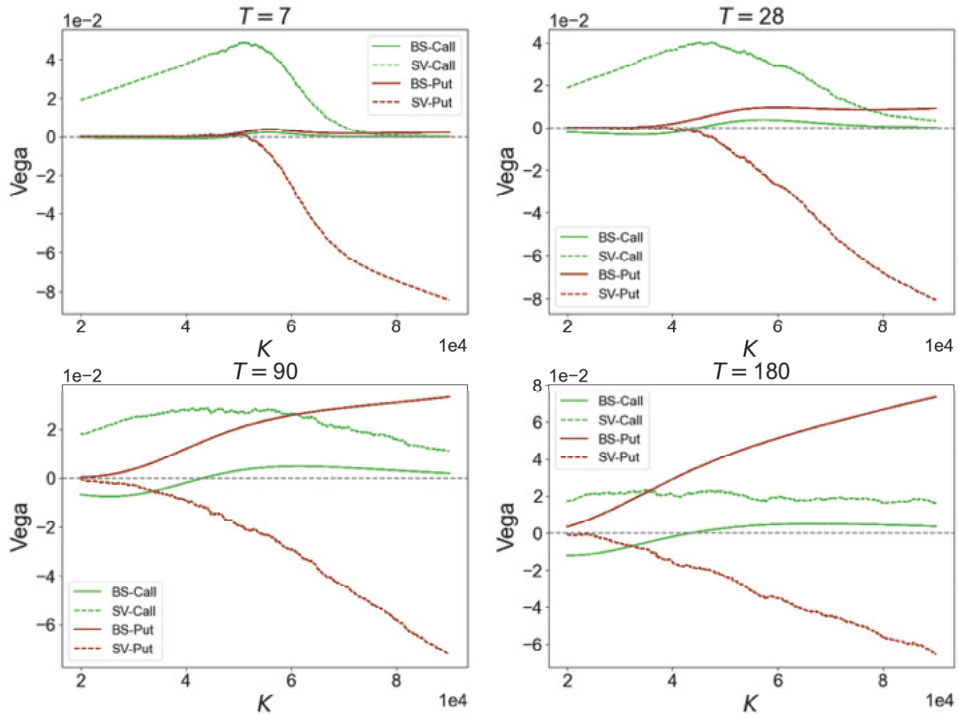 T = 7
1e−2
Vega
4
2
0
−2
−4
−6
−8
BS-Call
SV-Call
BS-Put
SV-Put
2 4 6 8
1e4
K
T = 28
1e−2
Vega
4
2
0
−2
−4
−6
−8
BS-Call
SV-Call
BS-Put
SV-Put
2 4 6 8
1e4
K
T = 90
1e−2
Vega
2
0
−2
−4
−6
BS-Call
SV-Call
BS-Put
SV-Put
2 4 6 8
1e4
K
T = 180
1e−2
Vega
8
6
4
2
0
−2
−4
−6
BS-Call
SV-Call
BS-Put
SV-Put
2 4 6 8
1e4
K